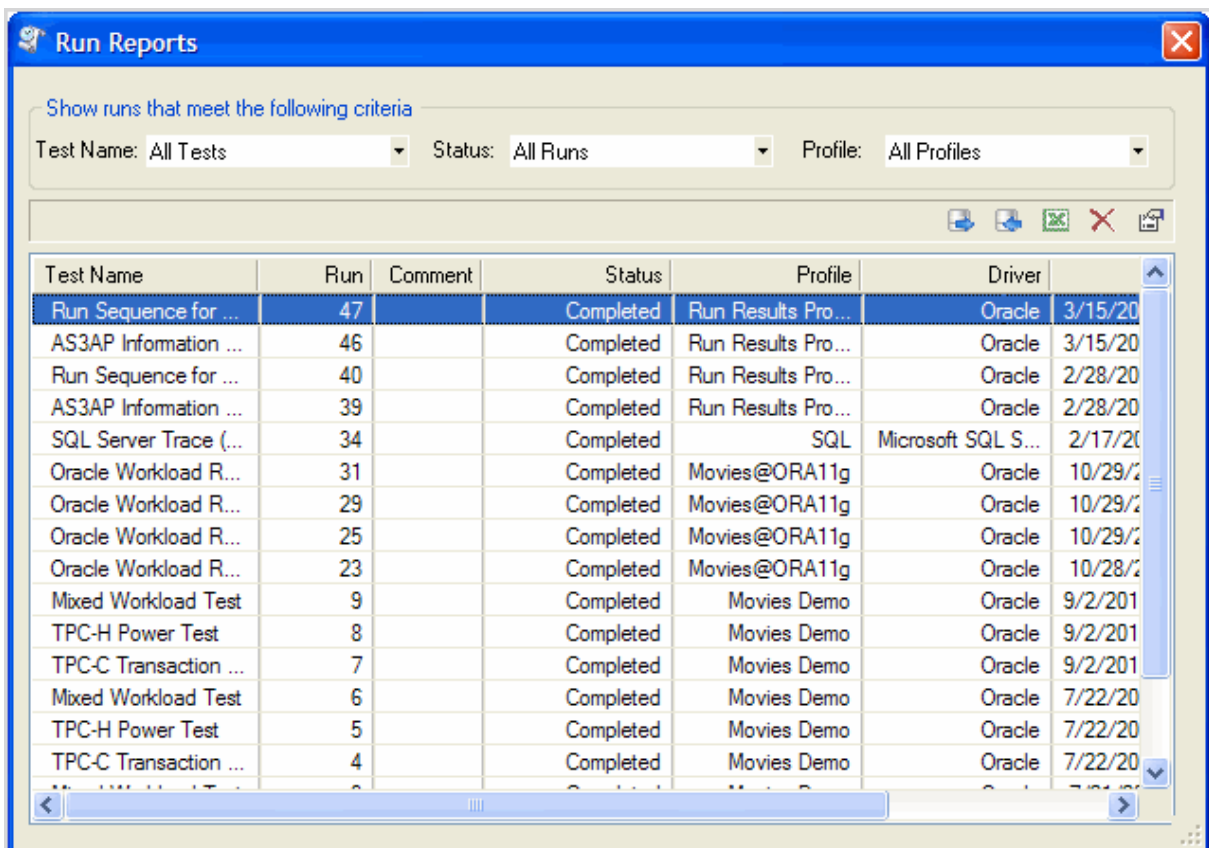 Run Reports
Show runs that meet the following criteria
Test Name: All Tests Status: All Runs Profile: All Profiles
Test Name Run Comment Status Profile Driver
Run Sequence for ... 47 Completed Run Results Pro... Oracle 3/15/20
AS3AP Information ... 46 Completed Run Results Pro... Oracle 3/15/20
Run Sequence for ... 40 Completed Run Results Pro... Oracle 2/28/20
AS3AP Information ... 39 Completed Run Results Pro... Oracle 2/28/20
SQL Server Trace (... 34 Completed SQL Microsoft SQL S... 2/17/20
Oracle Workload R... 31 Completed Movies@ORA11g Oracle 10/29/2
Oracle Workload R... 29 Completed Movies@ORA11g Oracle 10/29/2
Oracle Workload R... 25 Completed Movies@ORA11g Oracle 10/29/2
Oracle Workload R... 23 Completed Movies@ORA11g Oracle 10/28/2
Mixed Workload Test 9 Completed Movies Demo Oracle 9/2/201
TPC-H Power Test 8 Completed Movies Demo Oracle 9/2/201
TPC-C Transaction ... 7 Completed Movies Demo Oracle 9/2/201
Mixed Workload Test 6 Completed Movies Demo Oracle 7/22/20
TPC-H Power Test 5 Completed Movies Demo Oracle 7/22/20
TPC-C Transaction ... 4 Completed Movies Demo Oracle 7/22/20